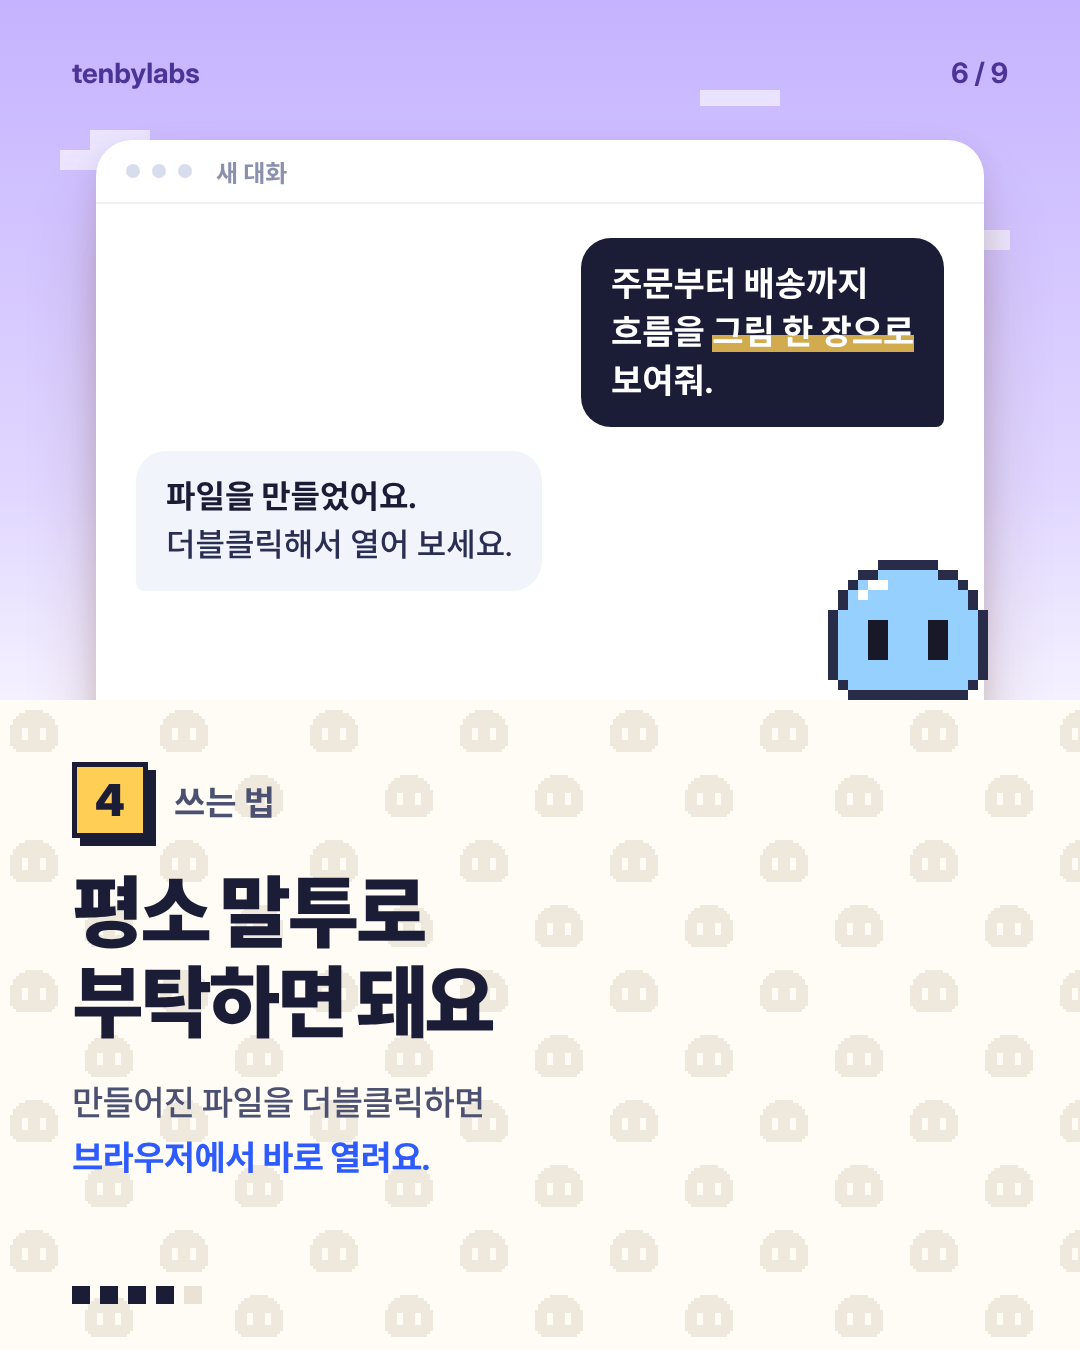 tenbylabs
6 / 9
새 대화
주문부터 배송까지
흐름을 그림 한 장으로
보여줘.
파일을 만들었어요.
더블클릭해서 열어 보세요.
4
쓰는 법
평소 말투로
부탁하면 돼요
만들어진 파일을 더블클릭하면
브라우저에서 바로 열려요.